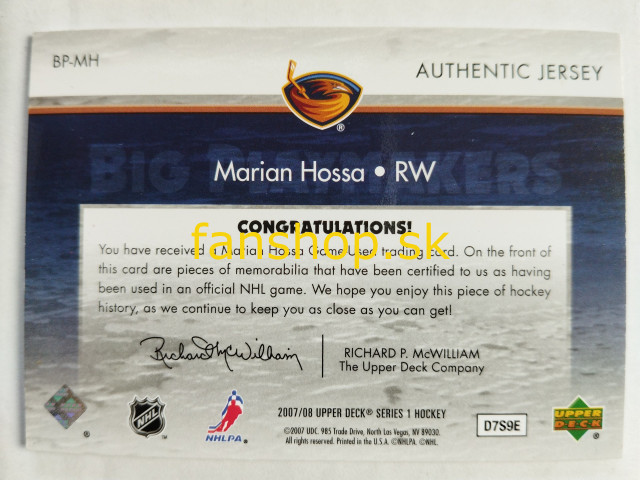 BP-MH
AUTHENTIC JERSEY
®
BIG PLAYMAKERS
Marian Hossa • RW
CONGRATULATIONS!
fanshop.sk
You have received a Marian Hossa Game-Used trading card. On the front of
this card are pieces of memorabilia that have been certified to us as having
been used in an official NHL game. We hope you enjoy this piece of hockey
history, as we continue to keep you as close as you can get!
Richard McWilliam
RICHARD P. McWILLIAM
The Upper Deck Company
NHL
NHLPA.
2007/08 UPPER DECK® SERIES 1 HOCKEY
©2007 UDC. 985 Trade Drive, North Las Vegas, NV 89030.
All rights reserved. Printed in the U.S.A. ©NHLPA. ©NHL.
D7S9E
UPPER DECK
®